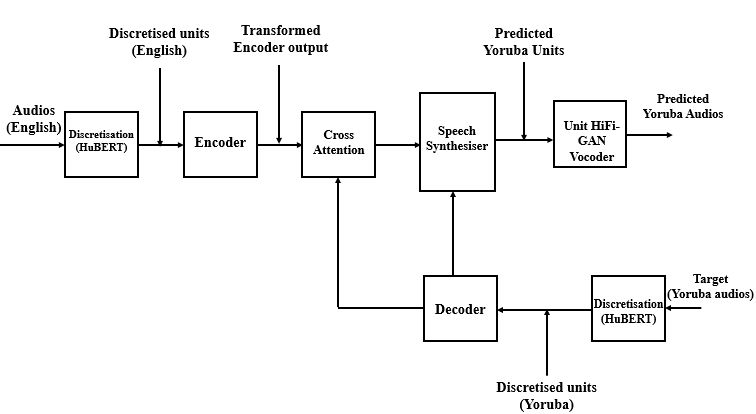 Discretised units
(English)
Transformed
Encoder output
Predicted
Yoruba Units
Audios
(English)
Discretisation
(HuBERT)
Encoder
Cross
Attention
Speech
Synthesiser
Unit HiFi-
GAN
Vocoder
Predicted
Yoruba Audios
Decoder
Discretisation
(HuBERT)
Target
(Yoruba audios)
Discretised units
(Yoruba)